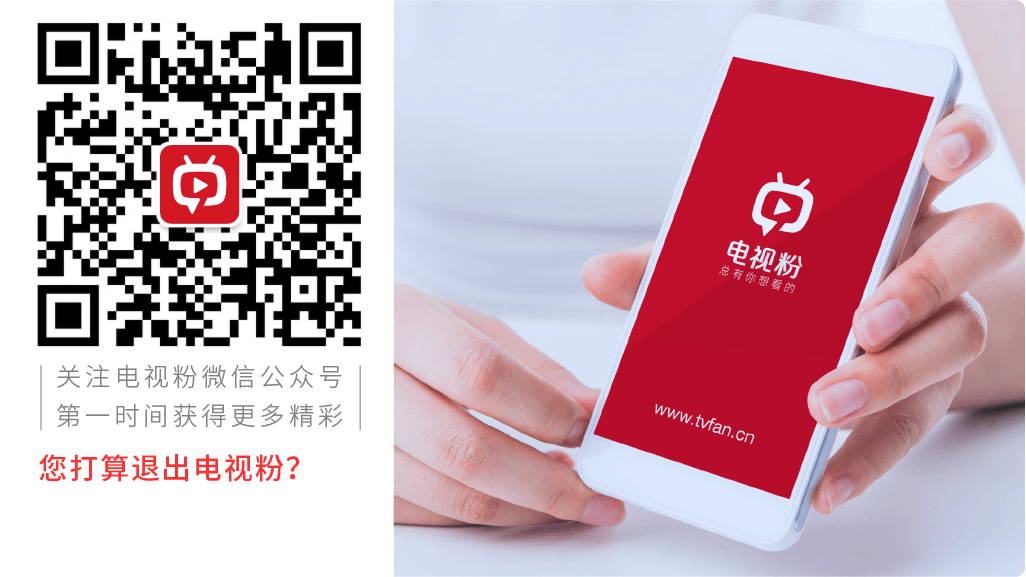 关注电视粉微信公众号
第一时间获得更多精彩
您打算退出电视粉?
电视粉
总有你想看的
www.tvfan.cn